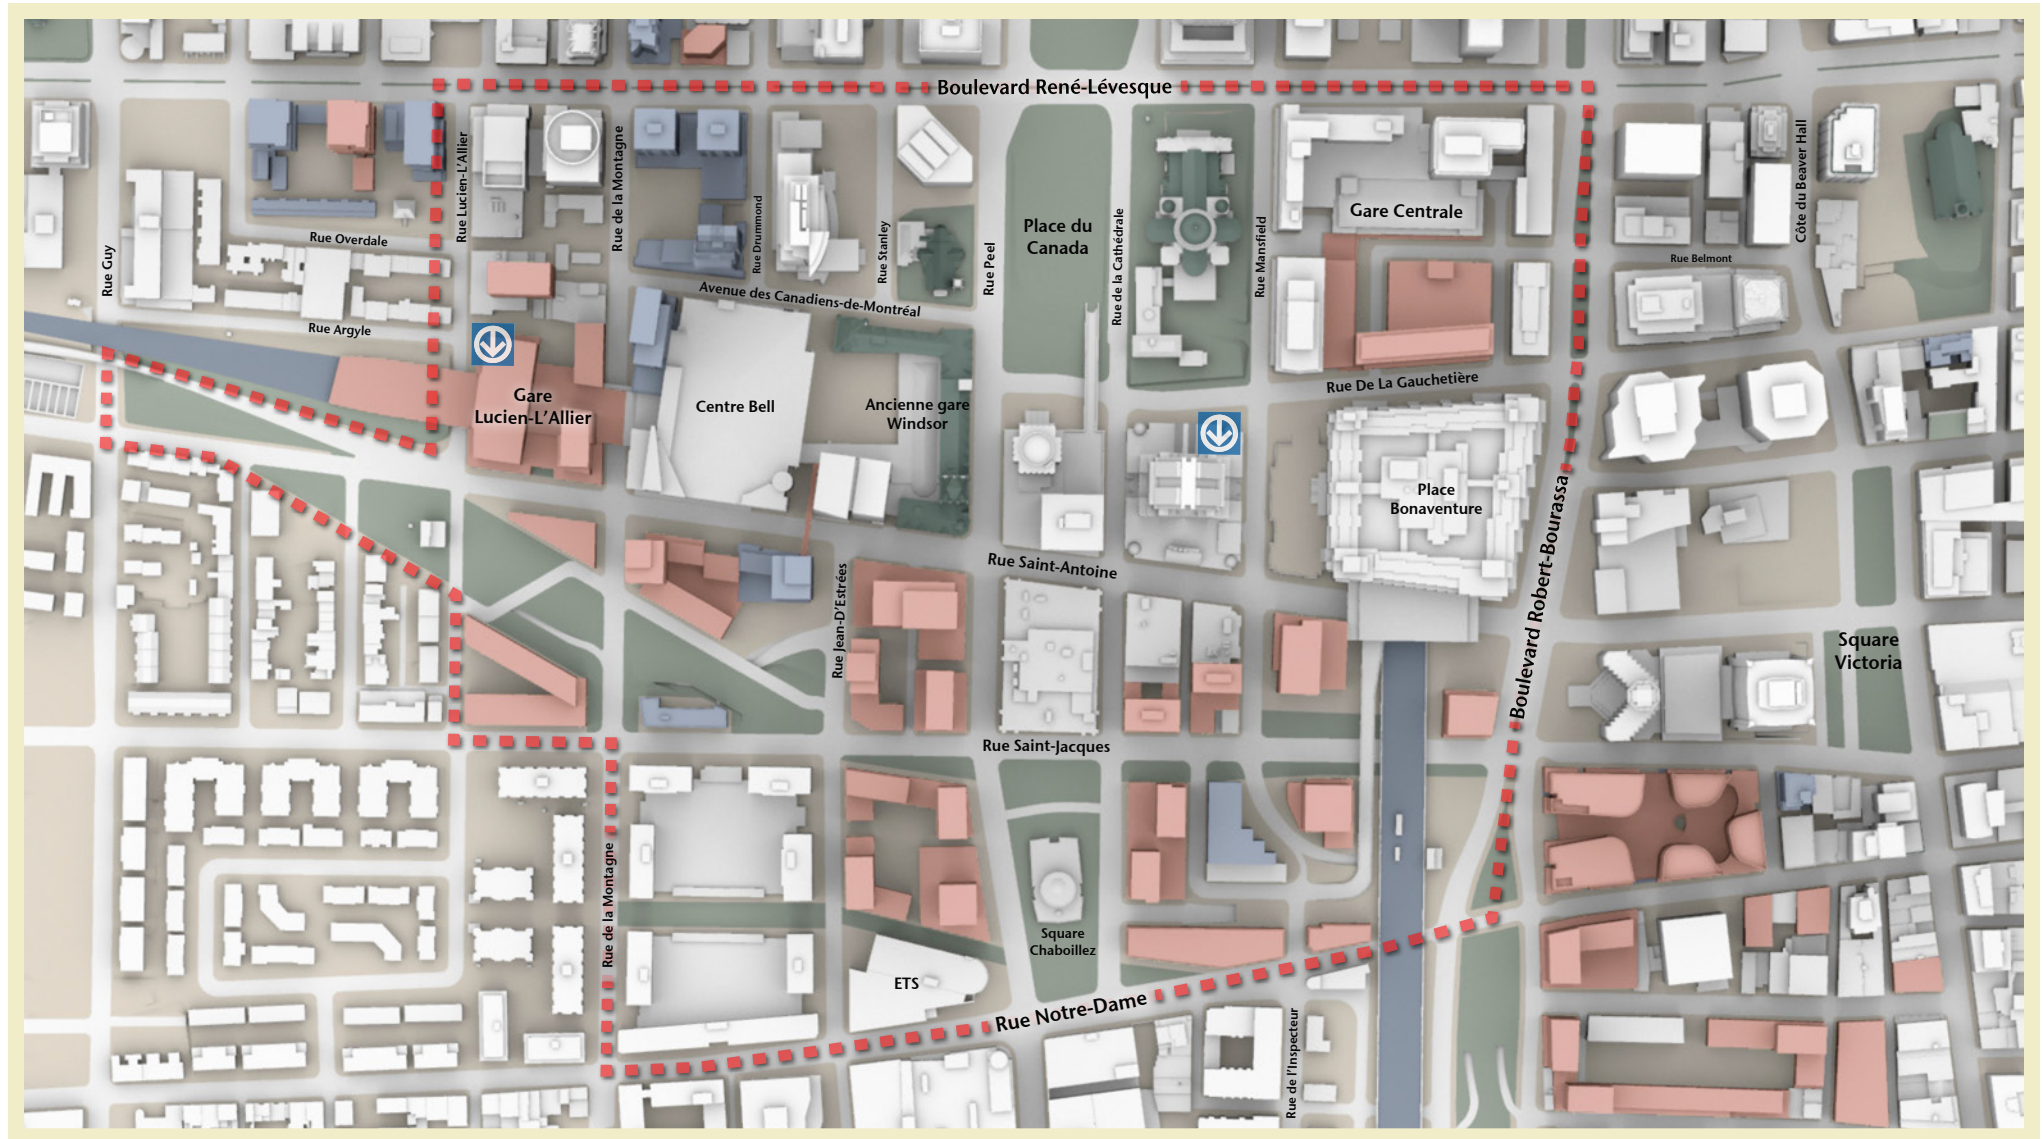 Boulevard René-Lévesque
Rue Lucien-L'Allier
Rue de la Montagne
Côte du Beaver Hall
Rue Drummond
Rue Stanley
Rue Peel
Place du
Canada
Rue de la Cathédrale
Rue Mansfield
Gare Centrale
Rue Overdale
Rue Guy
Rue Belmont
Avenue des Canadiens-de-Montréal
Rue Argyle
Rue De La Gauchetière
Gare
Lucien-L'Allier
Centre Bell
Ancienne gare
Windsor
Place
Bonaventure
Boulevard Robert-Bourassa
Rue Saint-Antoine
Rue Jean-D'Estrées
Square
Victoria
Rue Saint-Jacques
Rue de la Montagne
Square
Chaboillez
ETS
Rue Notre-Dame
Rue de l'Inspecteur